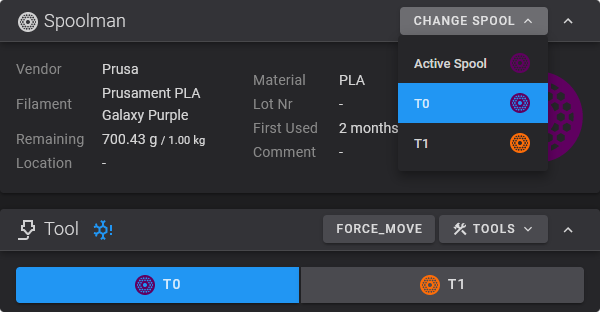 Spoolman
CHANGE SPOOL
Vendor Prusa
Filament Prusament PLA
Galaxy Purple
Remaining 700.43 g / 1.00 kg
Location -
Material PLA
Lot Nr -
First Used 2 months
Comment -
Active Spool
T0
T1
Tool
FORCE_MOVE
TOOLS
T0
T1